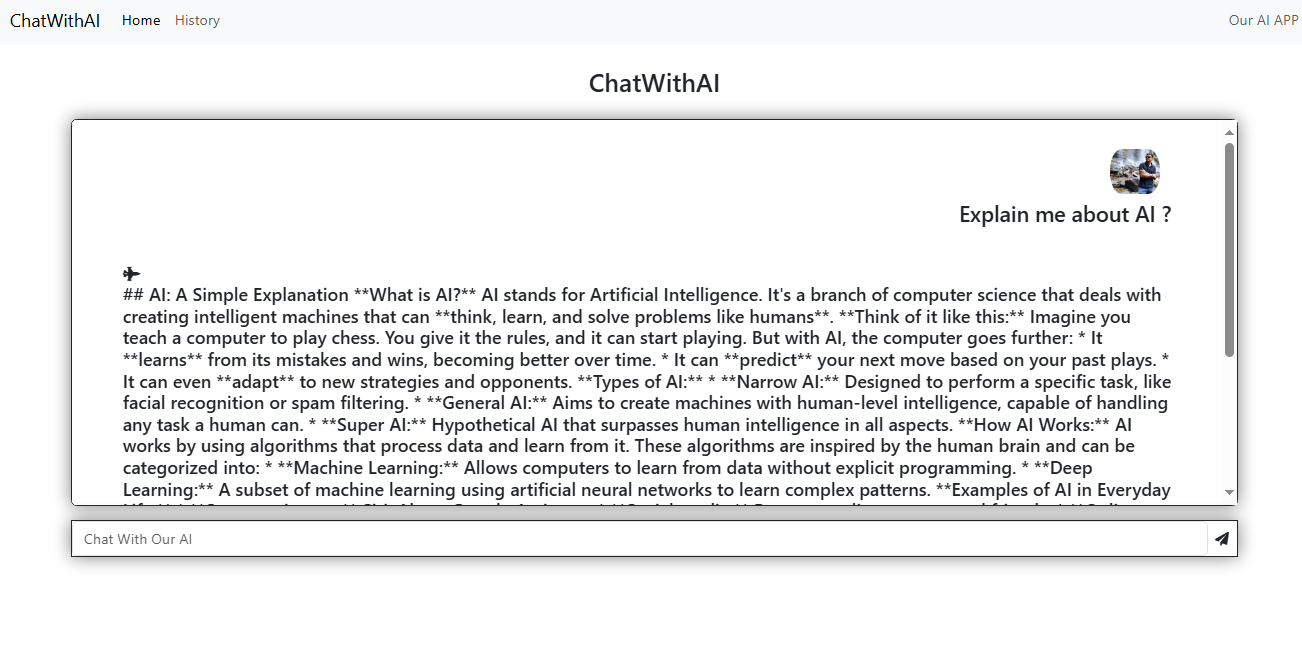 ChatWithAI Home History Our AI APP
ChatWithAI
Explain me about AI ?
## AI: A Simple Explanation **What is AI?** AI stands for Artificial Intelligence. It's a branch of computer science that deals with
creating intelligent machines that can **think, learn, and solve problems like humans**. **Think of it like this:** Imagine you
teach a computer to play chess. You give it the rules, and it can start playing. But with AI, the computer goes further: * It
**learns** from its mistakes and wins, becoming better over time. * It can **predict** your next move based on your past plays. *
It can even **adapt** to new strategies and opponents. **Types of AI:** * **Narrow AI:** Designed to perform a specific task, like
facial recognition or spam filtering. * **General AI:** Aims to create machines with human-level intelligence, capable of handling
any task a human can. * **Super AI:** Hypothetical AI that surpasses human intelligence in all aspects. **How AI Works:** AI
works by using algorithms that process data and learn from it. These algorithms are inspired by the human brain and can be
categorized into: * **Machine Learning:** Allows computers to learn from data without explicit programming. * **Deep
Learning:** A subset of machine learning using artificial neural networks to learn complex patterns. **Examples of AI in Everyday
Chat With Our AI